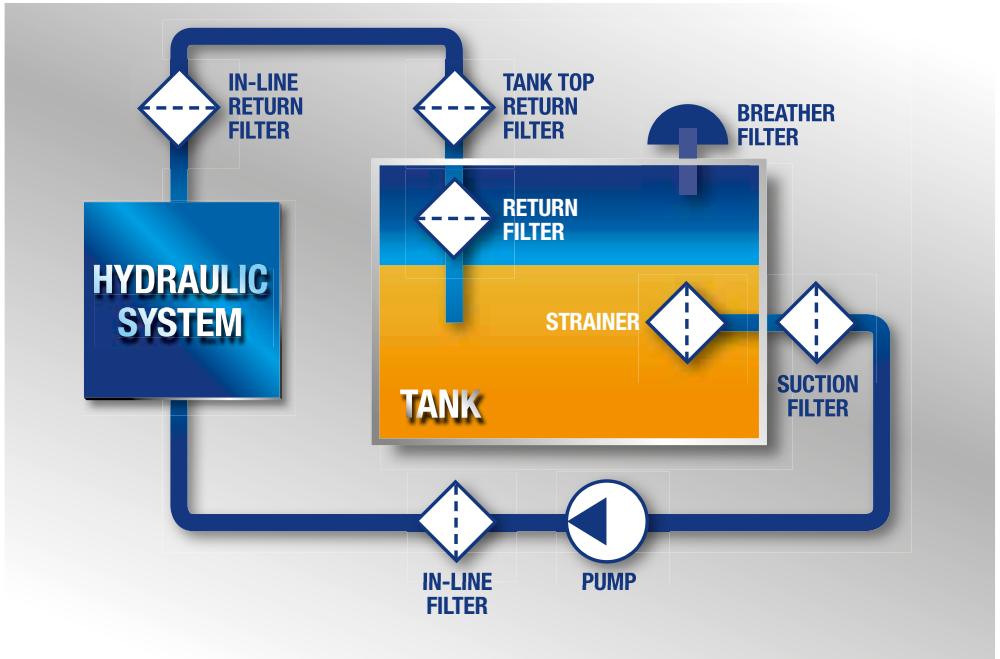 IN-LINE
RETURN
FILTER
TANK TOP
RETURN
FILTER
BREATHER
FILTER
RETURN
FILTER
HYDRAULIC
SYSTEM
STRAINER
SUCTION
FILTER
TANK
IN-LINE
FILTER
PUMP